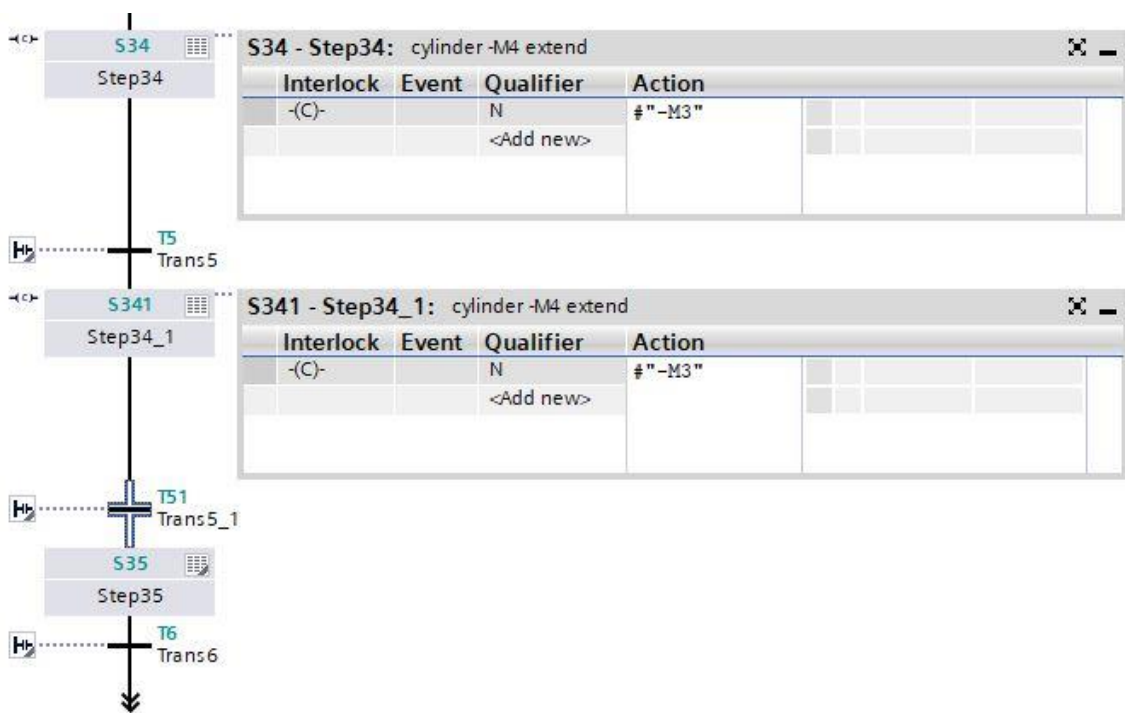 -(C)-
S34
Step34
S34 - Step34: cylinder -M4 extend
Interlock Event Qualifier Action
-(C)- N #"-M3"
<Add new>
T5
Trans5
-(C)-
S341
Step34_1
S341 - Step34_1: cylinder -M4 extend
Interlock Event Qualifier Action
-(C)- N #"-M3"
<Add new>
T51
Trans5_1
S35
Step35
T6
Trans6